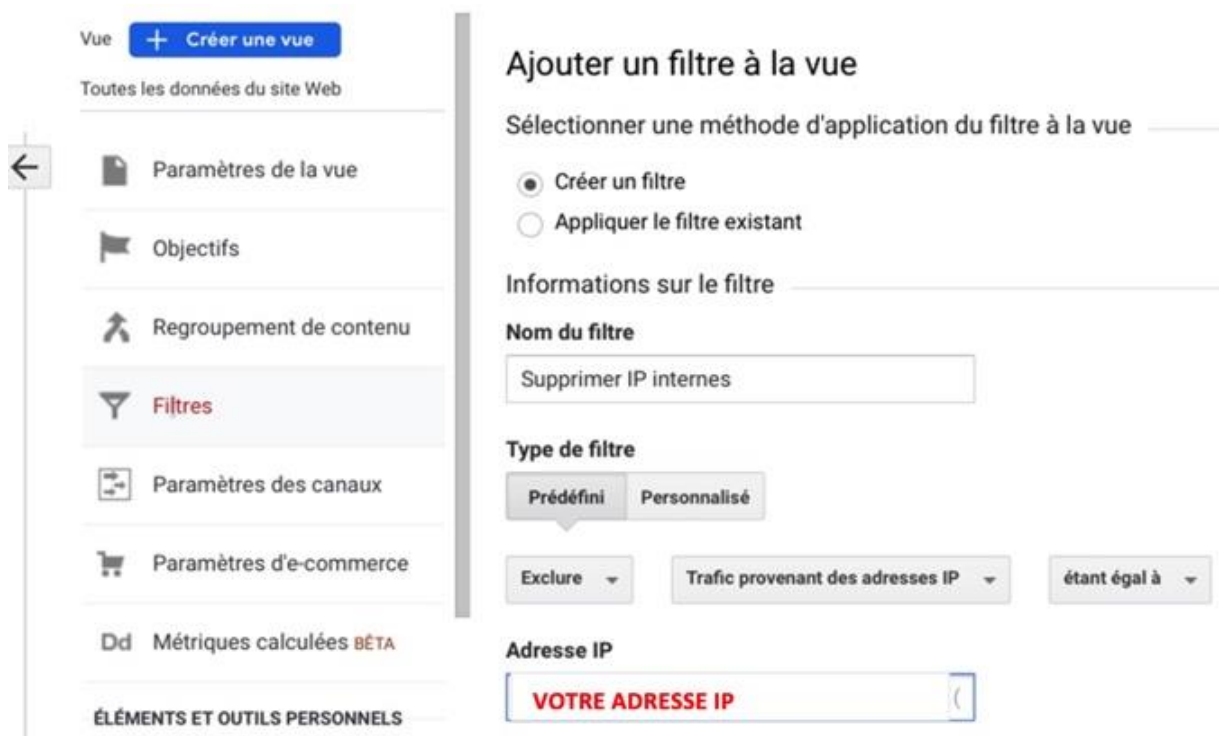 Vue
+ Créer une vue
Toutes les données du site Web
Paramètres de la vue
Objectifs
Regroupement de contenu
Filtres
Paramètres des canaux
Paramètres d'e-commerce
Dd Métriques calculées BÊTA
ÉLÉMENTS ET OUTILS PERSONNELS
Ajouter un filtre à la vue
Sélectionner une méthode d'application du filtre à la vue
Créer un filtre
Appliquer le filtre existant
Informations sur le filtre
Nom du filtre
Supprimer IP internes
Type de filtre
Prédéfini Personnalisé
Exclure Trafic provenant des adresses IP étant égal à
Adresse IP
VOTRE ADRESSE IP (